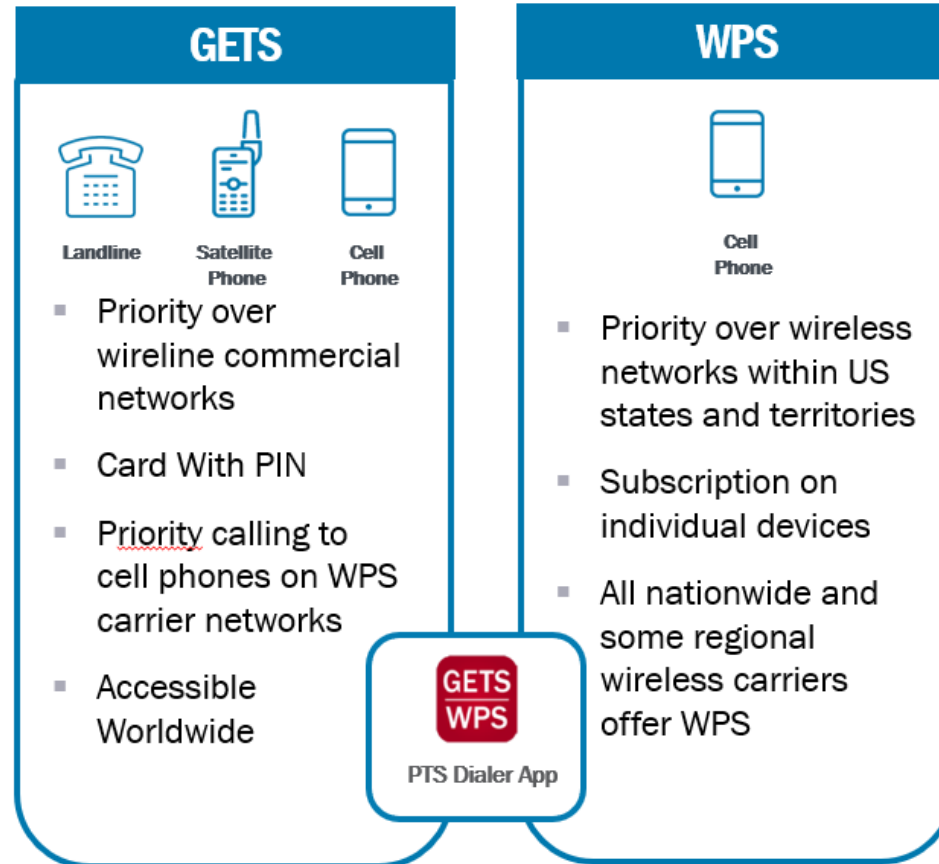 GETS
Landline
Satellite
Phone
Cell
Phone
Priority over
wireline commercial
networks
Card With PIN
Priority calling to
cell phones on WPS
carrier networks
Accessible
Worldwide
WPS
Cell
Phone
Priority over wireless
networks within US
states and territories
Subscription on
individual devices
All nationwide and
some regional
wireless carriers
offer WPS
GETS
WPS
PTS Dialer App